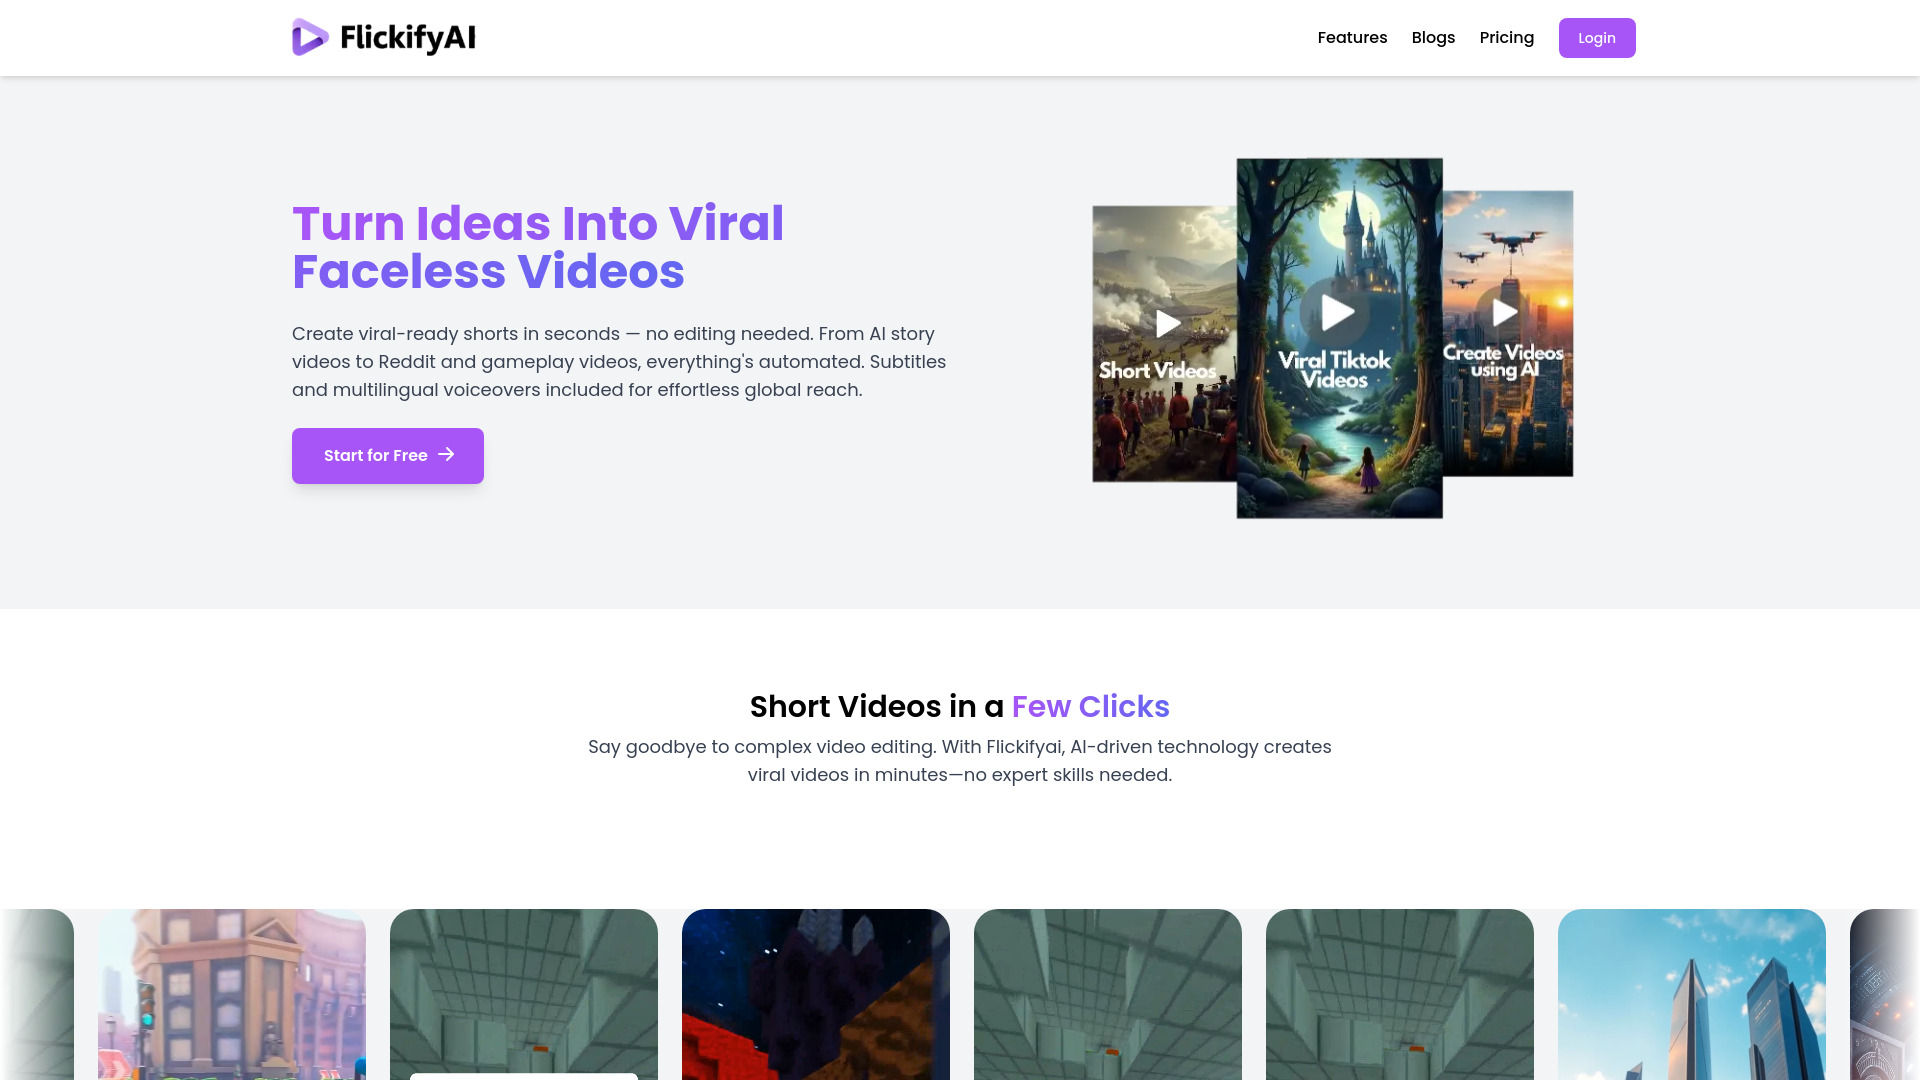 FlickifyAI
Features
Blogs
Pricing
Login
Turn Ideas Into Viral
Faceless Videos
Create viral-ready shorts in seconds — no editing needed. From AI story
videos to Reddit and gameplay videos, everything's automated. Subtitles
and multilingual voiceovers included for effortless global reach.
Start for Free
Short Videos
Viral Tiktok
Videos
Create Videos
using AI
Short Videos in a Few Clicks
Say goodbye to complex video editing. With Flickifyai, AI-driven technology creates
viral videos in minutes—no expert skills needed.